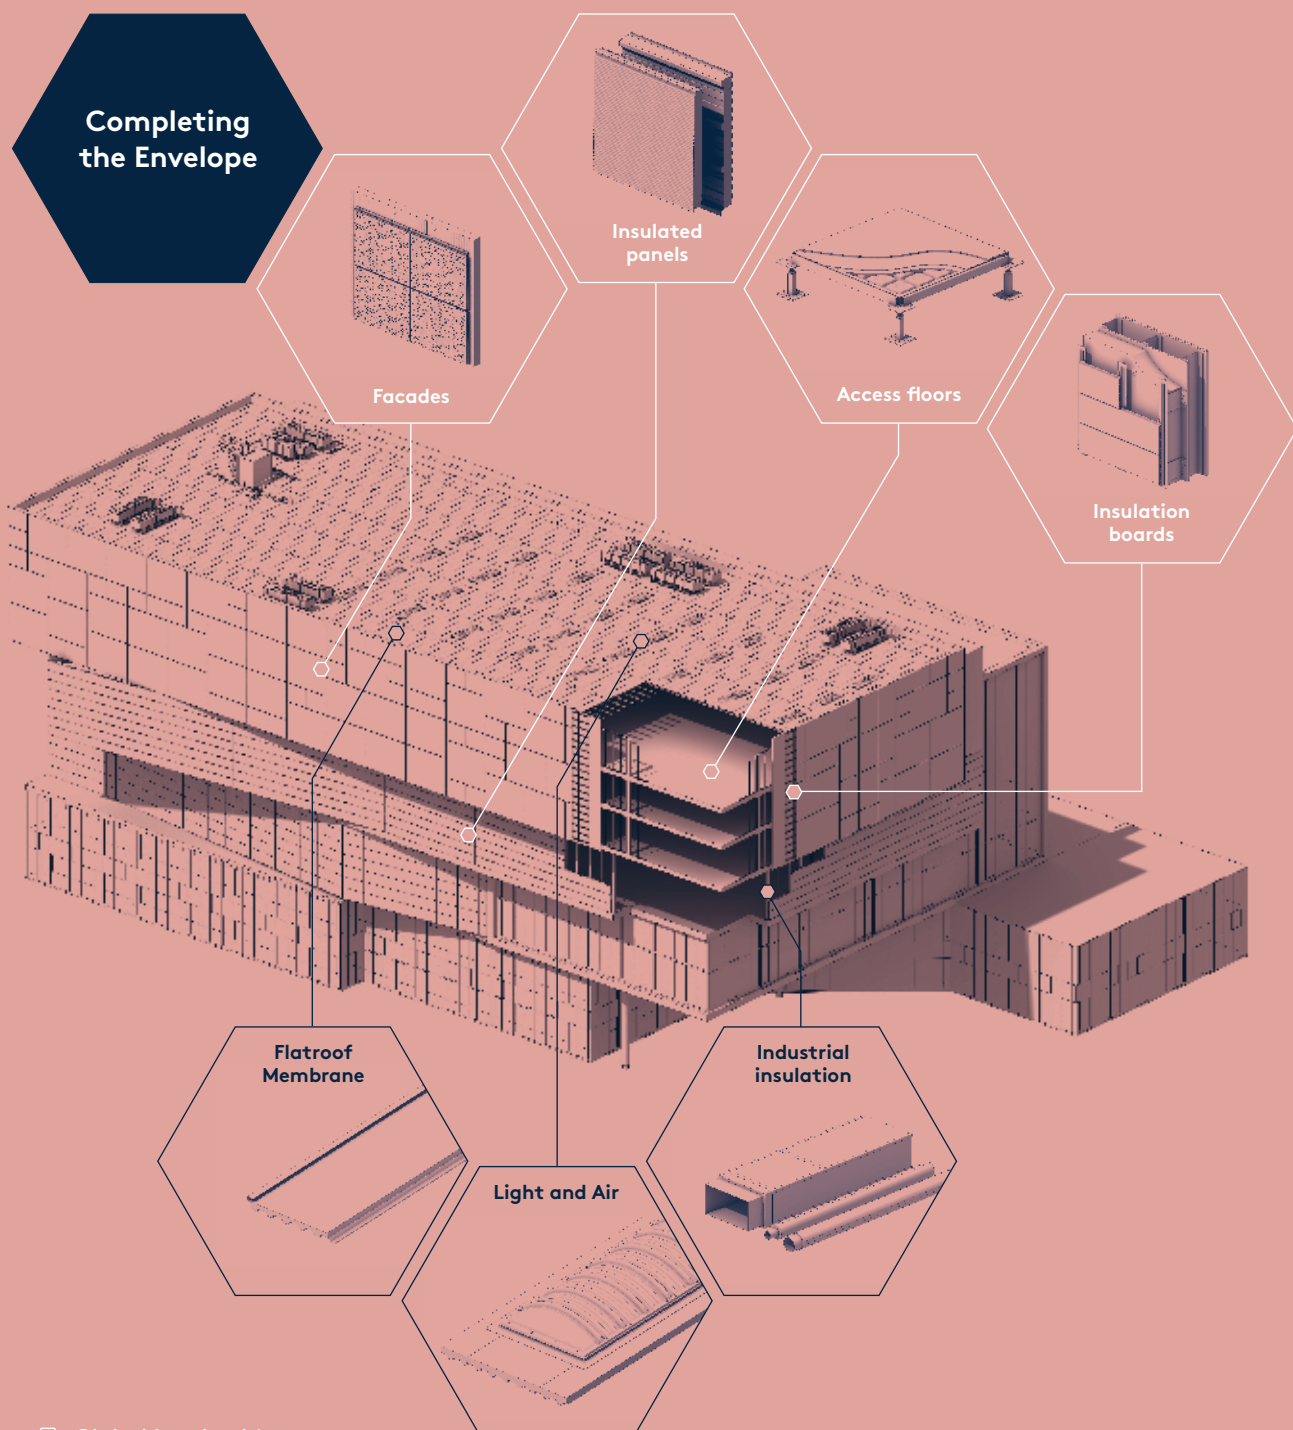 Completing
the Envelope
Insulated
panels
Facades
Access floors
Insulation
boards
Flatroof
Membrane
Industrial
insulation
Light and Air